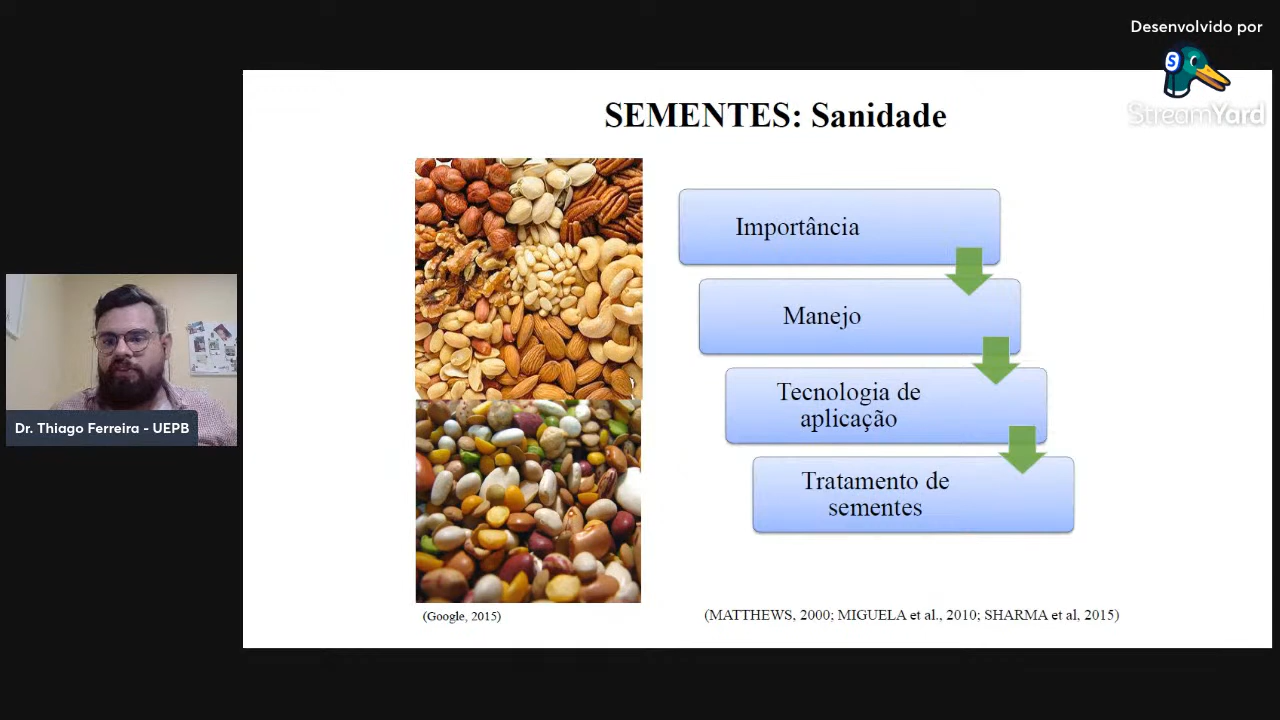 Desenvolvido por
StreamYard
SEMENTES: Sanidade
Importância
Manejo
Tecnologia de
aplicação
Tratamento de
sementes
Dr. Thiago Ferreira - UEPB
(Google, 2015)
(MATTHEWS, 2000; MIGUELA et al., 2010; SHARMA et al, 2015)